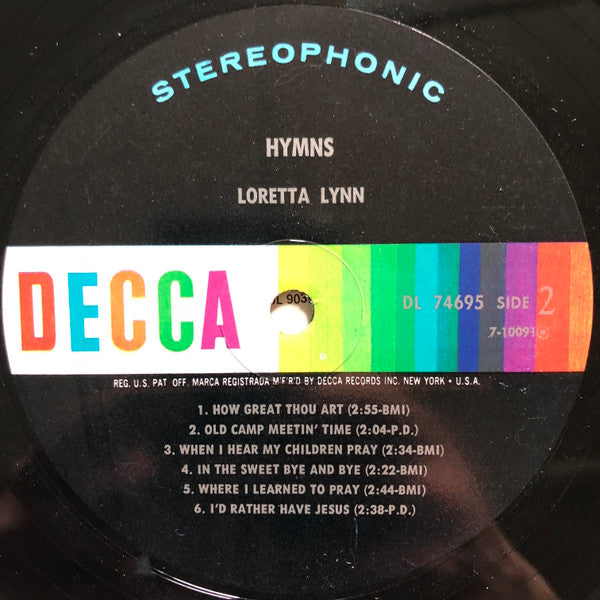 STEREOPHONIC
HYMNS
LORETTA LYNN
DECCA
DL 74695 SIDE 2
7-10091
REG. U.S. PAT. OFF. MARCA REGISTRADA M'F'R'D BY DECCA RECORDS INC. NEW YORK • U.S.A.
1. HOW GREAT THOU ART (2:55-BMI)
2. OLD CAMP MEETIN' TIME (2:04-P.D.)
3. WHEN I HEAR MY CHILDREN PRAY (2:34-BMI)
4. IN THE SWEET BYE AND BYE (2:22-BMI)
5. WHERE I LEARNED TO PRAY (2:44-BMI)
6. I'D RATHER HAVE JESUS (2:38-P.D.)